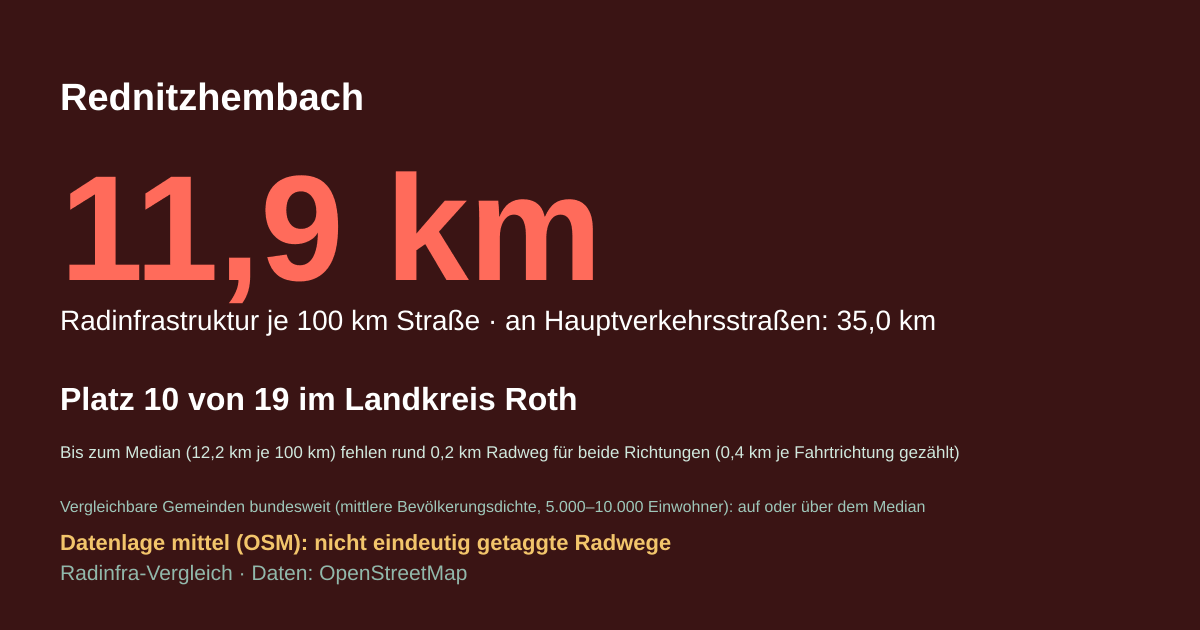 Rednitzhembach
11,9 km
Radinfrastruktur je 100 km Straße · an Hauptverkehrsstraßen: 35,0 km
Platz 10 von 19 im Landkreis Roth
Bis zum Median (12,2 km je 100 km) fehlen rund 0,2 km Radweg für beide Richtungen (0,4 km je Fahrtrichtung gezählt)
Vergleichbare Gemeinden bundesweit (mittlere Bevölkerungsdichte, 5.000–10.000 Einwohner): auf oder über dem Median
Datenlage mittel (OSM): nicht eindeutig getaggte Radwege
Radinfra-Vergleich · Daten: OpenStreetMap